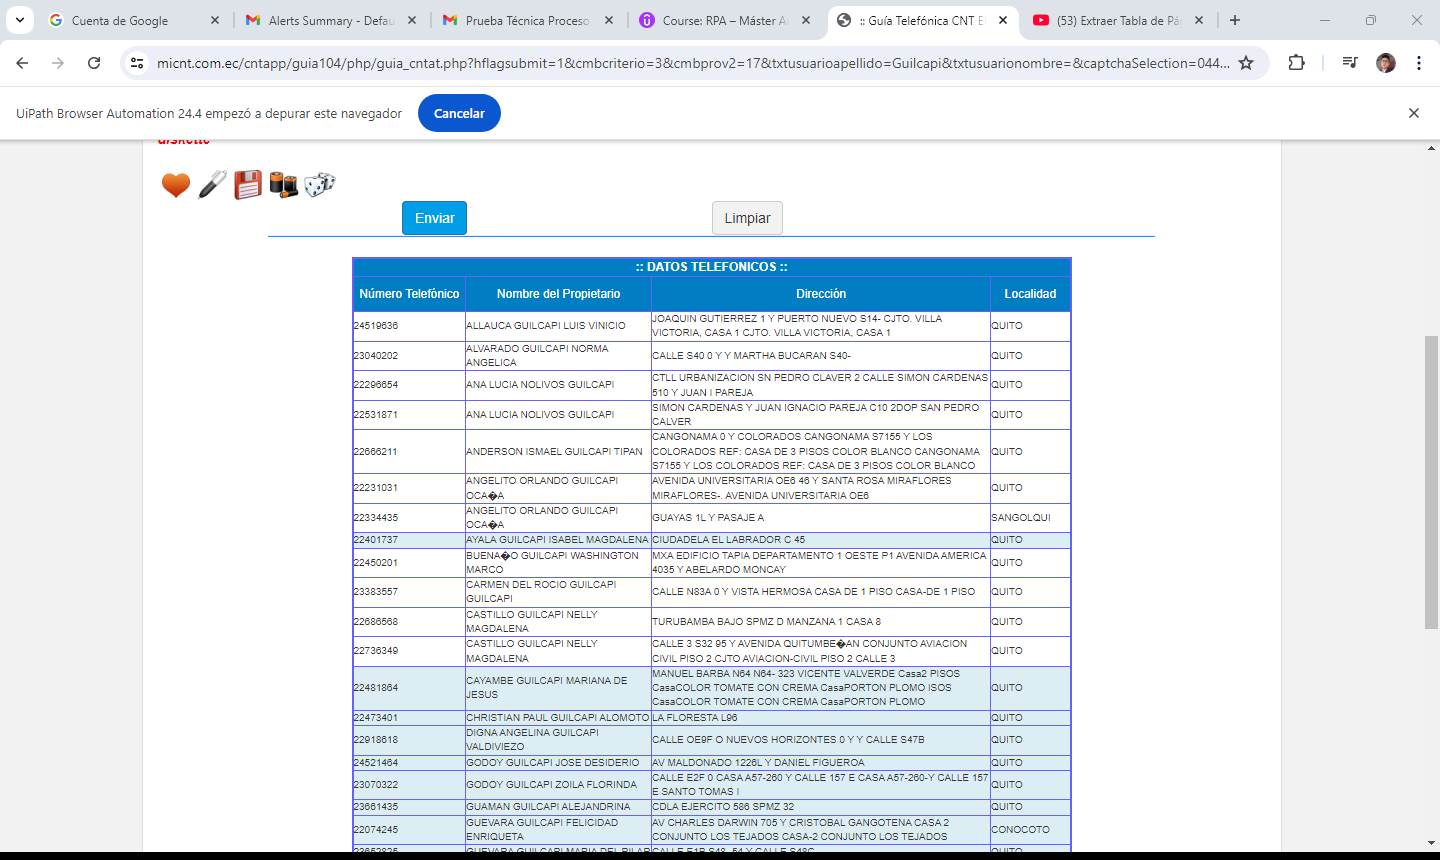 Cuenta de Google
Alerts Summary - Defau
Prueba Técnica Proceso
Course: RPA – Máster A
:: Guía Telefónica CNT E
(53) Extraer Tabla de Pá
micnt.com.ec/cntapp/guia104/php/guia_cntat.php?hflagsubmit=1&cmbcriterio=3&cmbprov2=17&txtusuarioapellido=Guilcapi&txtusuarionombre=&captchaSelection=044...
UiPath Browser Automation 24.4 empezó a depurar este navegador
Cancelar
diskette
Enviar
Limpiar
:: DATOS TELEFONICOS ::
Número Telefónico Nombre del Propietario Dirección Localidad
24519636 ALLAUCA GUILCAPI LUIS VINICIO JOAQUIN GUTIERREZ 1 Y PUERTO NUEVO S14- CJTO. VILLA
VICTORIA, CASA 1 CJTO. VILLA VICTORIA, CASA 1 QUITO
23040202 ALVARADO GUILCAPI NORMA
ANGELICA CALLE S40 0 Y Y MARTHA BUCARAN S40- QUITO
22296654 ANA LUCIA NOLIVOS GUILCAPI CTLL URBANIZACION SN PEDRO CLAVER 2 CALLE SIMON CARDENAS
510 Y JUAN I PAREJA QUITO
22531871 ANA LUCIA NOLIVOS GUILCAPI SIMON CARDENAS Y JUAN IGNACIO PAREJA C10 2DOP SAN PEDRO
CALVER QUITO
22666211 ANDERSON ISMAEL GUILCAPI TIPAN CANGONAMA 0 Y COLORADOS CANGONAMA S7155 Y LOS
COLORADOS REF: CASA DE 3 PISOS COLOR BLANCO CANGONAMA
S7155 Y LOS COLORADOS REF: CASA DE 3 PISOS COLOR BLANCO QUITO
22231031 ANGELITO ORLANDO GUILCAPI
OCA�A AVENIDA UNIVERSITARIA OE6 46 Y SANTA ROSA MIRAFLORES
MIRAFLORES-. AVENIDA UNIVERSITARIA OE6 QUITO
22334435 ANGELITO ORLANDO GUILCAPI
OCA�A GUAYAS 1L Y PASAJE A SANGOLQUI
22401737 AYALA GUILCAPI ISABEL MAGDALENA CIUDADELA EL LABRADOR C 45 QUITO
22450201 BUENA�O GUILCAPI WASHINGTON
MARCO MXA EDIFICIO TAPIA DEPARTAMENTO 1 OESTE P1 AVENIDA AMERICA
4035 Y ABELARDO MONCAY QUITO
23383557 CARMEN DEL ROCIO GUILCAPI
GUILCAPI CALLE N83A 0 Y VISTA HERMOSA CASA DE 1 PISO CASA-DE 1 PISO QUITO
22686568 CASTILLO GUILCAPI NELLY
MAGDALENA TURUBAMBA BAJO SPMZ D MANZANA 1 CASA 8 QUITO
22736349 CASTILLO GUILCAPI NELLY
MAGDALENA CALLE 3 S32 95 Y AVENIDA QUITUMBE�AN CONJUNTO AVIACION
CIVIL PISO 2 CJTO AVIACION-CIVIL PISO 2 CALLE 3 QUITO
22481864 CAYAMBE GUILCAPI MARIANA DE
JESUS MANUEL BARBA N64 N64- 323 VICENTE VALVERDE Casa2 PISOS
CasaCOLOR TOMATE CON CREMA CasaPORTON PLOMO ISOS
CasaCOLOR TOMATE CON CREMA CasaPORTON PLOMO QUITO
22473401 CHRISTIAN PAUL GUILCAPI ALOMOTO LA FLORESTA L96 QUITO
22918618 DIGNA ANGELINA GUILCAPI
VALDIVIEZO CALLE OE9F O NUEVOS HORIZONTES 0 Y Y CALLE S47B QUITO
24521464 GODOY GUILCAPI JOSE DESIDERIO AV MALDONADO 1226L Y DANIEL FIGUEROA QUITO
23070322 GODOY GUILCAPI ZOILA FLORINDA CALLE E2F 0 CASA A57-260 Y CALLE 157 E CASA A57-260-Y CALLE 157
E SANTO TOMAS I QUITO
23661435 GUAMAN GUILCAPI ALEJANDRINA CDLA EJERCITO 586 SPMZ 32 QUITO
22074245 GUEVARA GUILCAPI FELICIDAD
ENRIQUETA AV CHARLES DARWIN 705 Y CRISTOBAL GANGOTENA CASA 2
CONJUNTO LOS TEJADOS CASA-2 CONJUNTO LOS TEJADOS CONOCOTO
23652825 GUEVARA GUILCAPI MARIA DEL PILAR CALLE E1B S48- 54 Y CALLE S48C QUITO